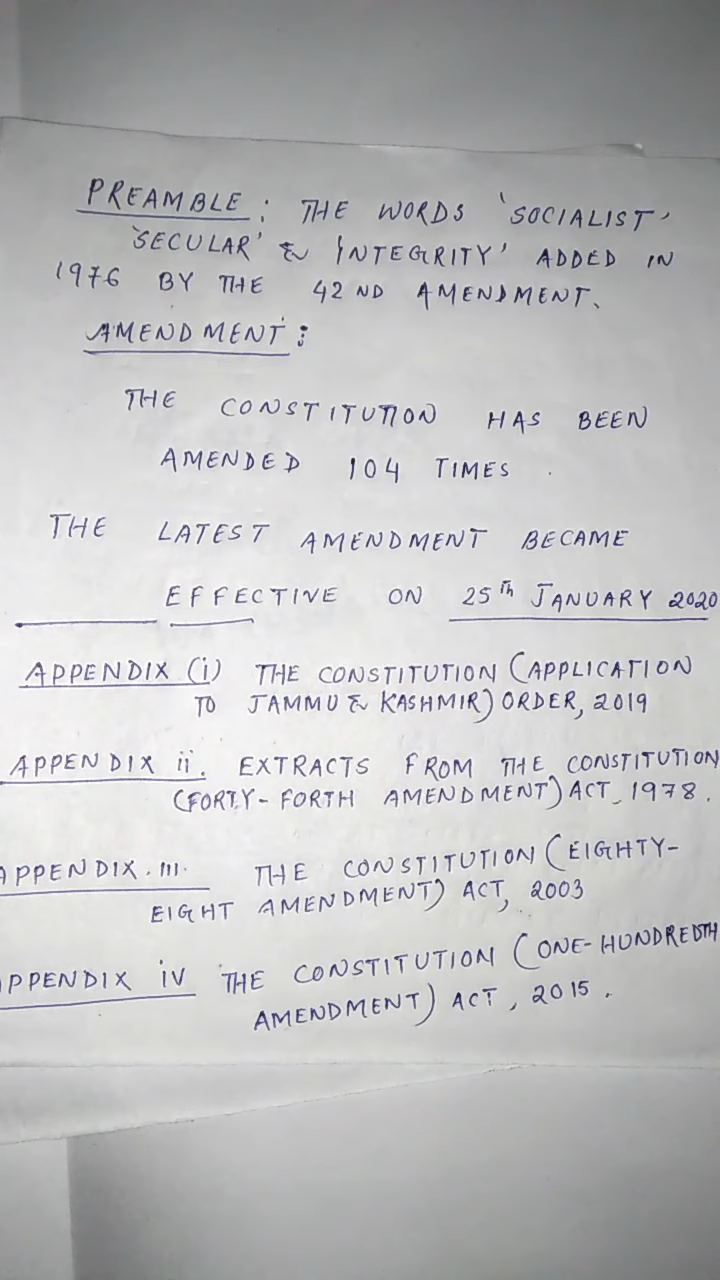 PREAMBLE : THE WORDS 'SOCIALIST'
'SECULAR' & 'INTEGRITY' ADDED IN
1976 BY THE 42 ND AMENDMENT.
AMENDMENT :
THE CONSTITUTION HAS BEEN
AMENDED 104 TIMES .
THE LATEST AMENDMENT BECAME
EFFECTIVE ON 25th JANUARY 2020
APPENDIX (i) THE CONSTITUTION (APPLICATION
TO JAMMU & KASHMIR) ORDER, 2019
APPENDIX ii. EXTRACTS FROM THE CONSTITUTION
(FORTY-FORTH AMENDMENT) ACT, 1978.
APPENDIX . III. THE CONSTITUTION (EIGHTY-
EIGHT AMENDMENT) ACT, 2003
PPENDIX iv THE CONSTITUTION (ONE-HUNDREDTH
AMENDMENT) ACT, 2015.